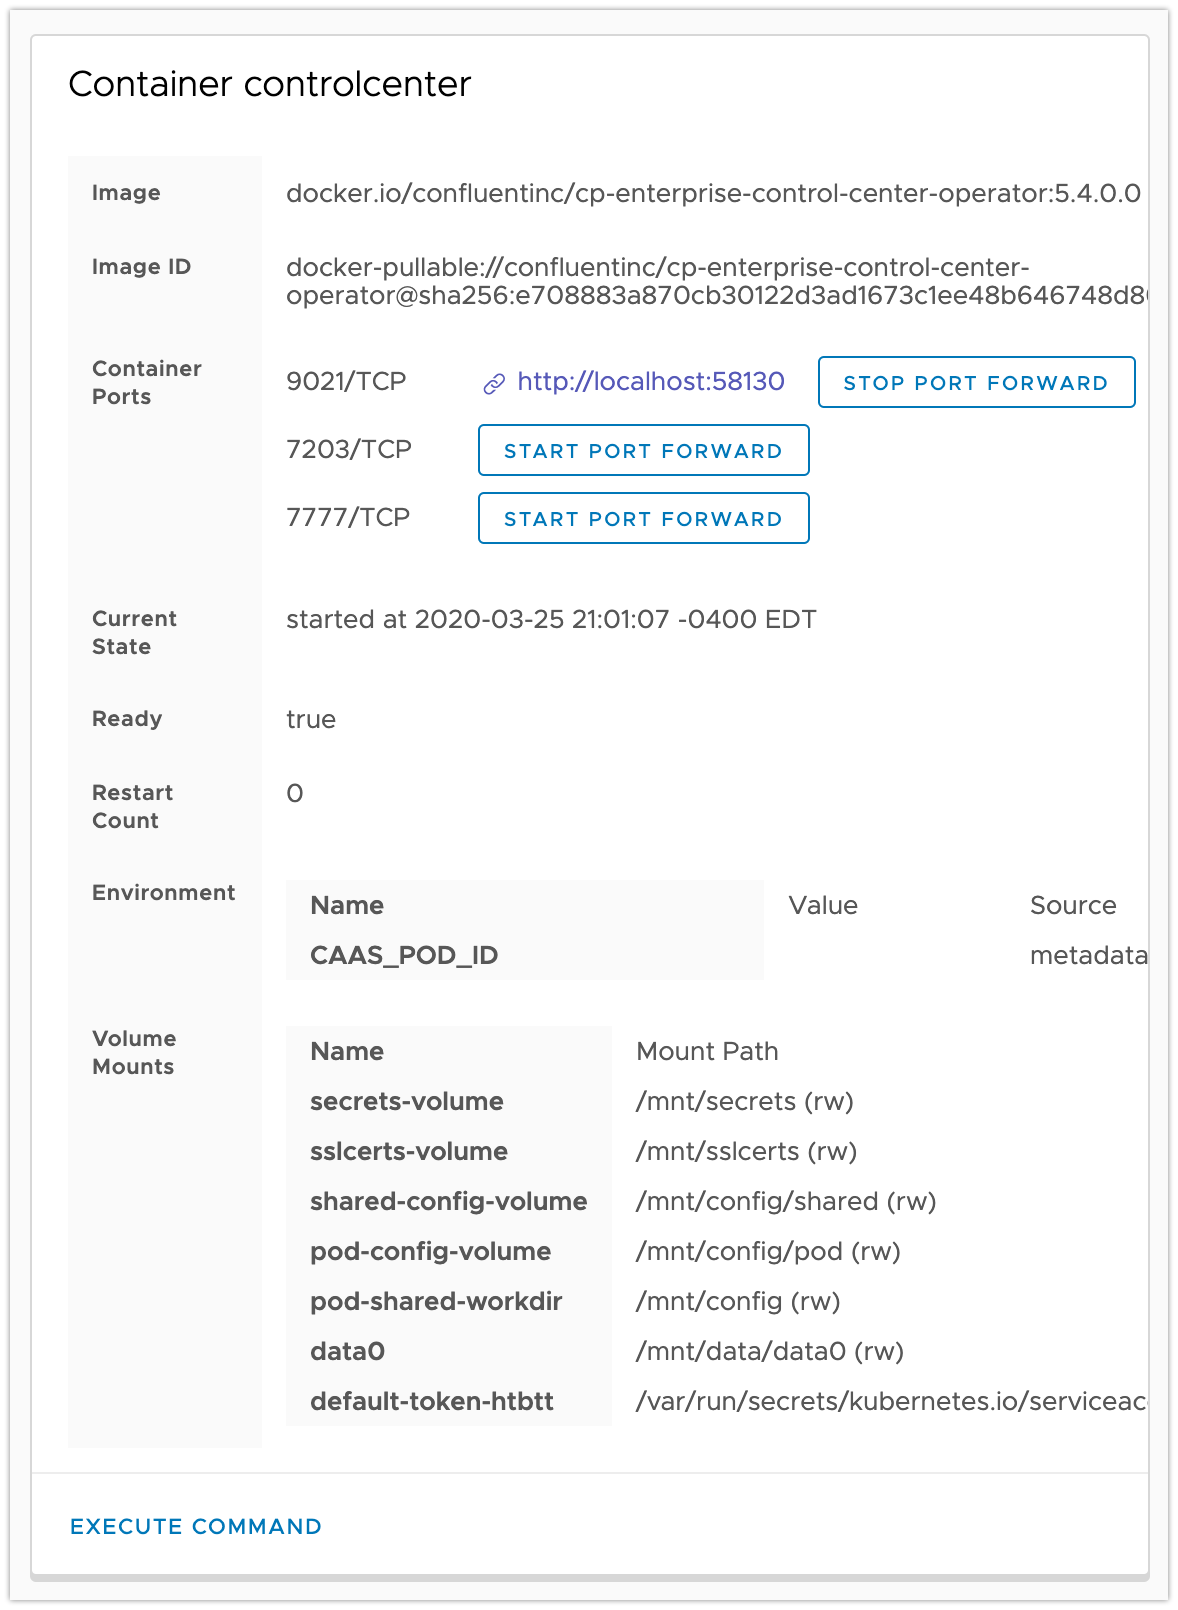 Container controlcenter
Image
docker.io/confluentinc/cp-enterprise-control-center-operator:5.4.0.0
Image ID
docker-pullable://confluentinc/cp-enterprise-control-center-
operator@sha256:e708883a870cb30122d3ad1673c1ee48b646748d8
Container
Ports
9021/TCP http://localhost:58130 STOP PORT FORWARD
7203/TCP START PORT FORWARD
7777/TCP START PORT FORWARD
Current
State
started at 2020-03-25 21:01:07 -0400 EDT
Ready
true
Restart
Count
0
Environment
Name Value Source
CAAS_POD_ID metadata
Volume
Mounts
Name Mount Path
secrets-volume /mnt/secrets (rw)
sslcerts-volume /mnt/sslcerts (rw)
shared-config-volume /mnt/config/shared (rw)
pod-config-volume /mnt/config/pod (rw)
pod-shared-workdir /mnt/config (rw)
data0 /mnt/data/data0 (rw)
default-token-htbtt /var/run/secrets/kubernetes.io/serviceac
EXECUTE COMMAND